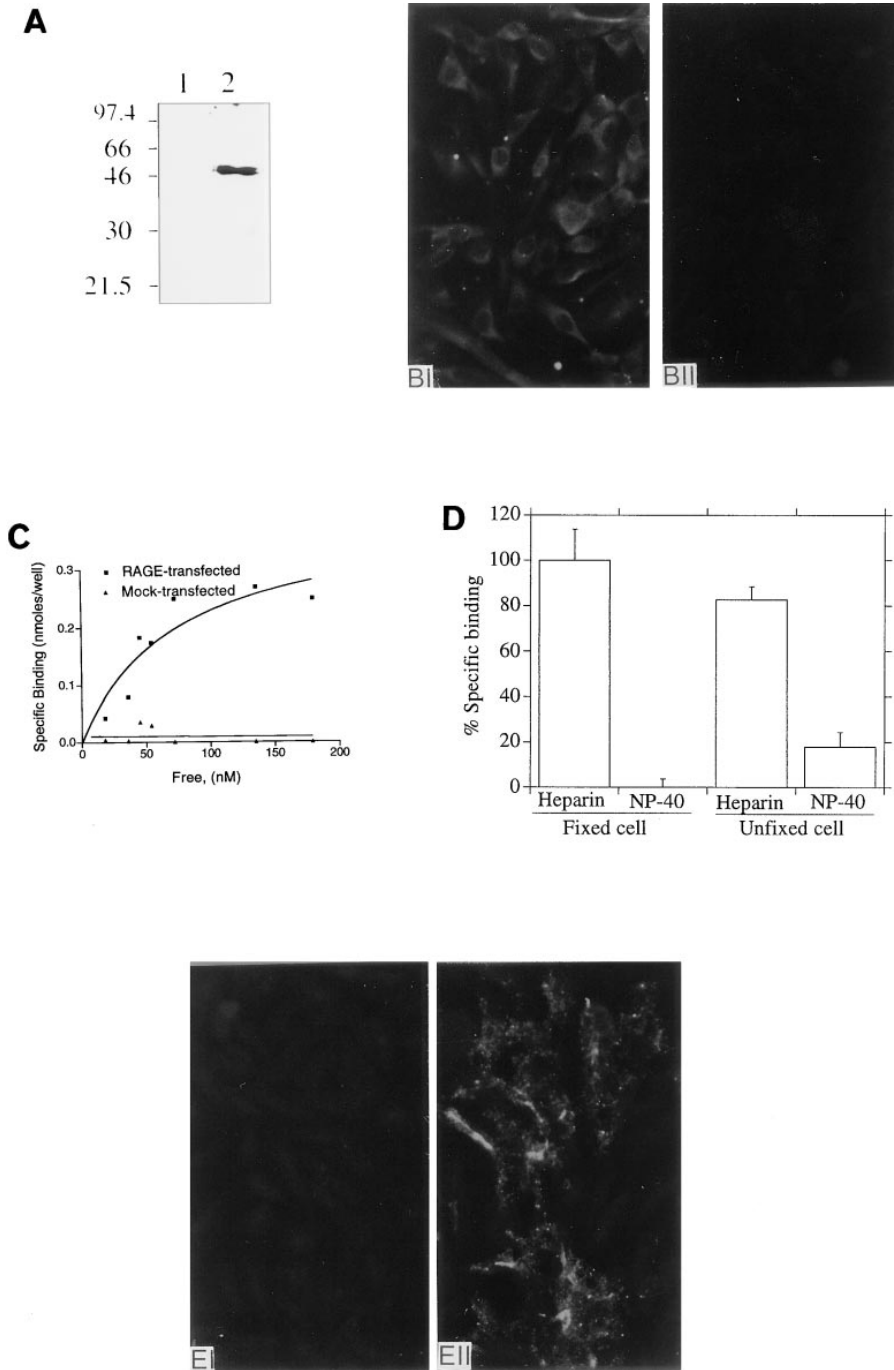 A
1 2
97.4
66
46
30
21.5
BI
BII
C
RAGE-transfected
Mock-transfected
Specific Binding (nmoles/well)
0.3
0.2
0.1
0.0
0 50 100 150 200
Free, (nM)
D
% Specific binding
120
100
80
60
40
20
0
Heparin NP-40 Heparin NP-40
Fixed cell Unfixed cell
EI
EII